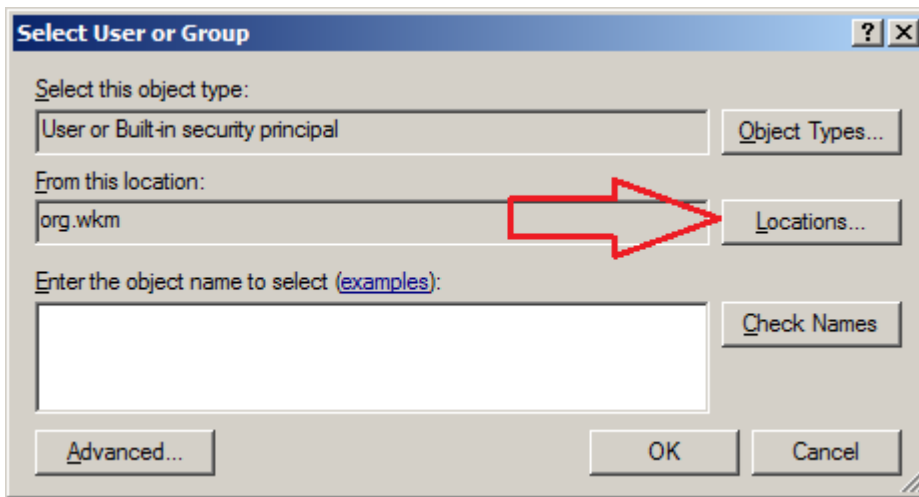 Select User or Group
Select this object type:
User or Built-in security principal
Object Types...
From this location:
org.wkm
Locations...
Enter the object name to select (examples):
Check Names
Advanced...
OK
Cancel